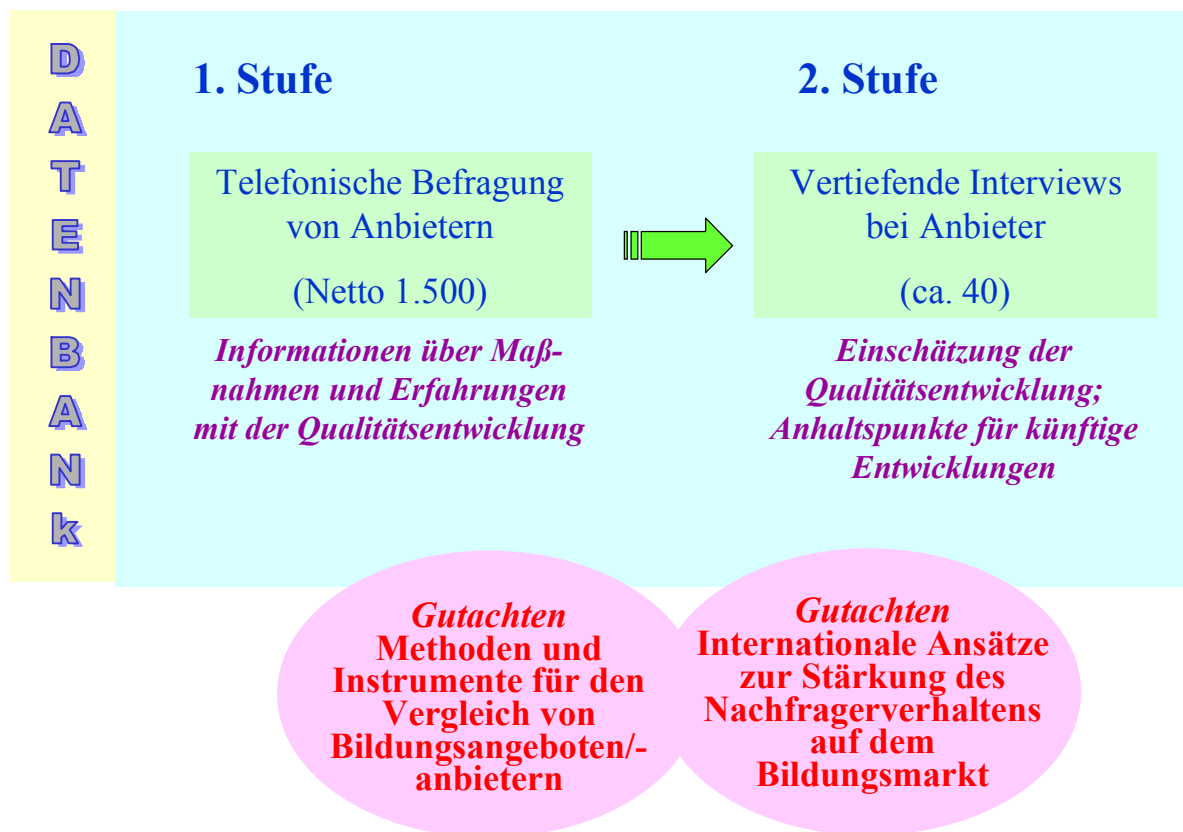 D
A
T
E
N
B
A
N
k
1. Stufe
Telefonische Befragung
von Anbietern
(Netto 1.500)
Informationen über Maß-
nahmen und Erfahrungen
mit der Qualitätsentwicklung
2. Stufe
Vertiefende Interviews
bei Anbieter
(ca. 40)
Einschätzung der
Qualitätsentwicklung;
Anhaltspunkte für künftige
Entwicklungen
Gutachten
Methoden und
Instrumente für den
Vergleich von
Bildungsangeboten/-
anbietern
Gutachten
Internationale Ansätze
zur Stärkung des
Nachfragerverhaltens
auf dem
Bildungsmarkt